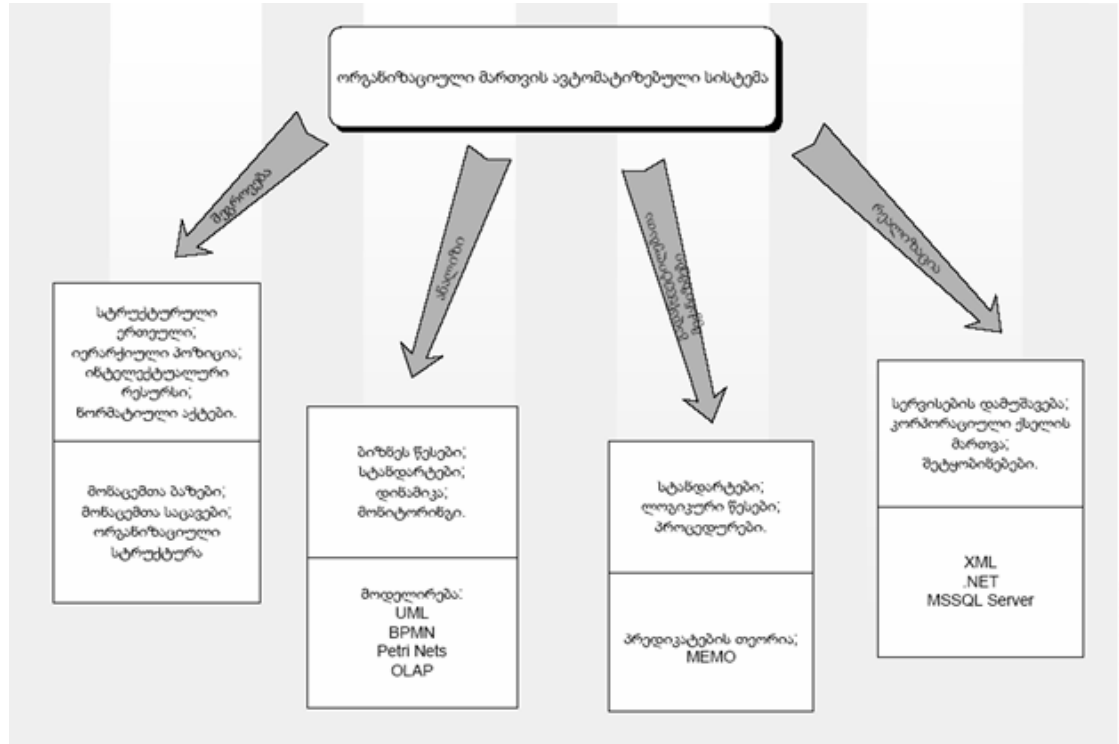 ორგანიზაციული მართვის ავტომატიზებული სისტემა
შეგროვება
ანალიზი
რეალიზაცია
სტრუქტურული
ერთეული;
იერარქიული პოზიცია;
ინტელექტუალური
რესურსი;
ნორმატიული აქტები.
მონაცემთა ბაზები;
მონაცემთა საცავები;
ორგანიზაციული
სტრუქტურა
ბიზნეს წესები;
სტანდარტები;
დინამიკა;
მონიტორინგი.
მოდელირება:
UML
BPMN
Petri Nets
OLAP
სტანდარტები;
ლოგიკური წესები;
პროცედურები.
პრედიკატების თეორია;
MEMO
სერვისების დამუშავება;
კორპორაციული ქსელის
მართვა;
შეტყობინებები.
XML
.NET
MSSQL Server